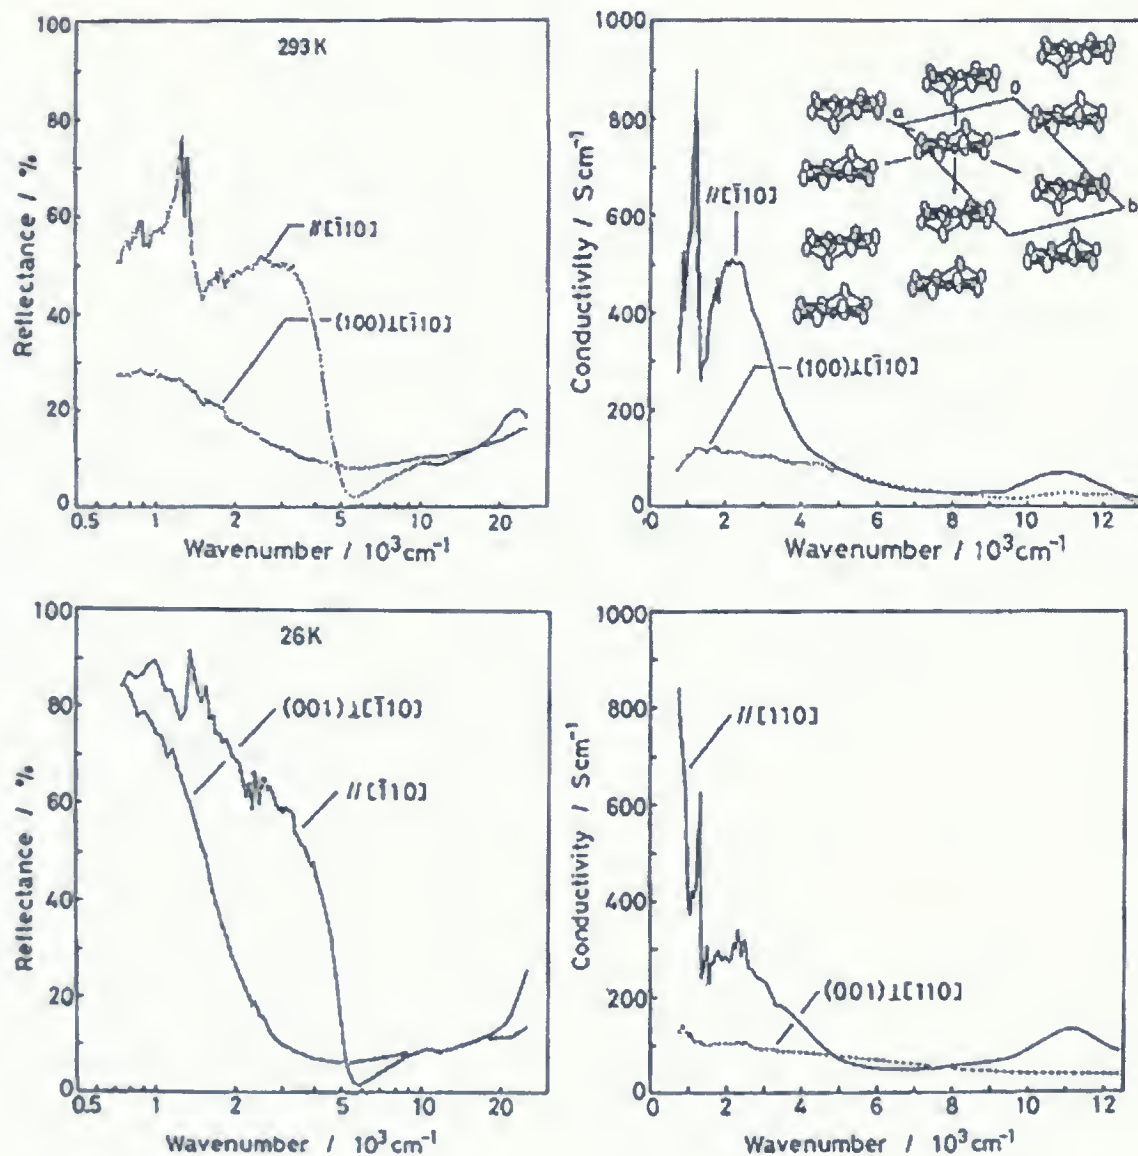 100
80
60
40
20
0
Reflectance / %
293K
//[1̄10]
(100)⊥[1̄10]
0.5 1 2 5 10 20
Wavenumber / 10³cm⁻¹
1000
800
600
400
200
0
Conductivity / Scm⁻¹
a
0
b
//[1̄10]
(100)⊥[1̄10]
0 2 4 6 8 10 12
Wavenumber / 10³cm⁻¹
100
80
60
40
20
0
Reflectance / %
26K
(001)⊥[1̄10]
//[1̄10]
0.5 1 2 5 10 20
Wavenumber / 10³cm⁻¹
1000
800
600
400
200
0
Conductivity / Scm⁻¹
//[110]
(001)⊥[110]
0 2 4 6 8 10 12
Wavenumber / 10³cm⁻¹